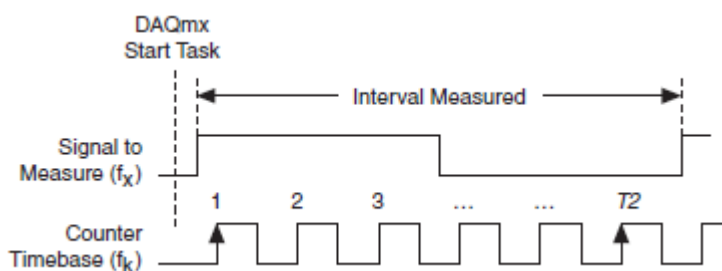 DAQmx
Start Task
Interval Measured
Signal to
Measure (fx)
1 2 3 ... ... T2
Counter
Timebase (fk)